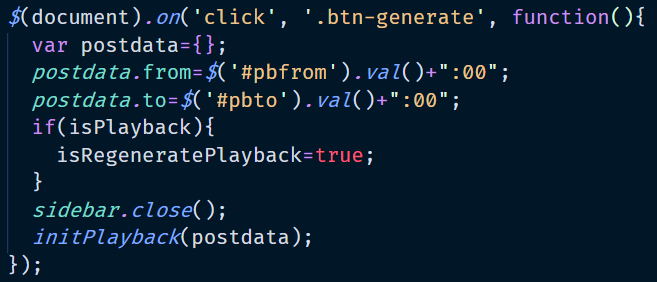 $(document).on('click', '.btn-generate', function(){
  var postdata={};
  postdata.from=$('#pbfrom').val()+":00";
  postdata.to=$('#pbto').val()+":00";
  if(isPlayback){
    isRegeneratePlayback=true;
  }
  sidebar.close();
  initPlayback(postdata);
});